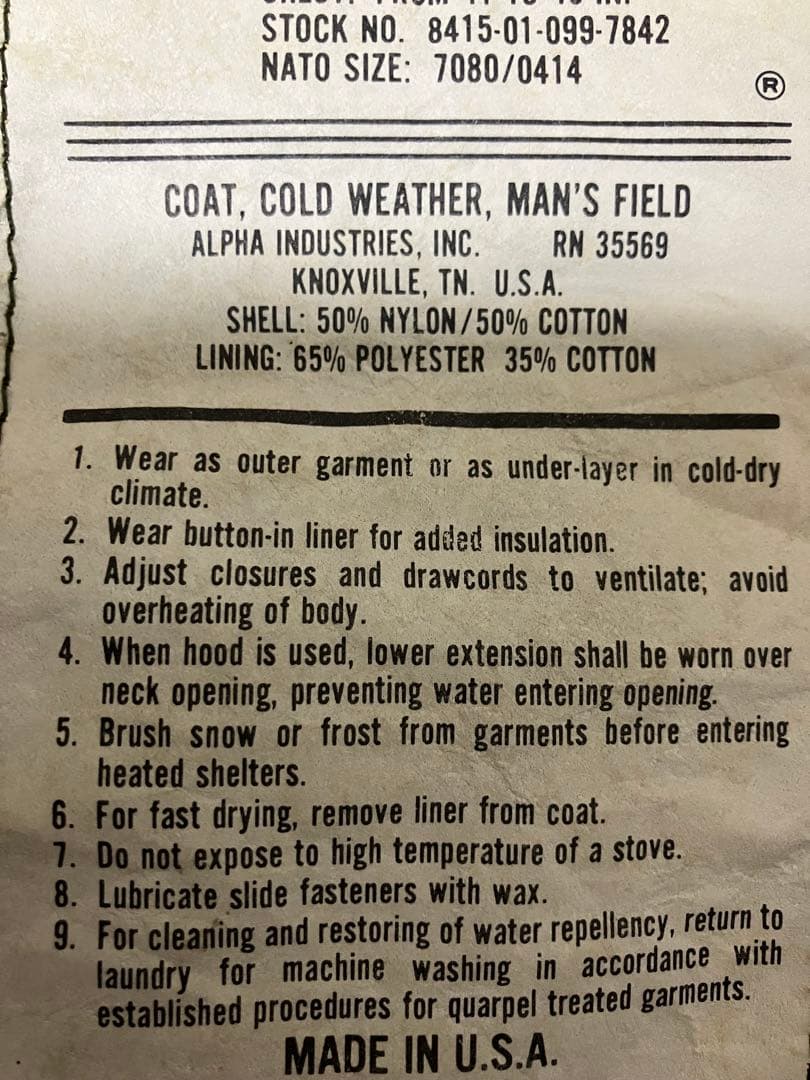 STOCK NO. 8415-01-099-7842
NATO SIZE: 7080/0414
®
COAT, COLD WEATHER, MAN'S FIELD
ALPHA INDUSTRIES, INC. RN 35569
KNOXVILLE, TN. U.S.A.
SHELL: 50% NYLON/50% COTTON
LINING: 65% POLYESTER 35% COTTON
1. Wear as outer garment or as under-layer in cold-dry
climate.
2. Wear button-in liner for added insulation.
3. Adjust closures and drawcords to ventilate; avoid
overheating of body.
4. When hood is used, lower extension shall be worn over
neck opening, preventing water entering opening.
5. Brush snow or frost from garments before entering
heated shelters.
6. For fast drying, remove liner from coat.
7. Do not expose to high temperature of a stove.
8. Lubricate slide fasteners with wax.
9. For cleaning and restoring of water repellency, return to
laundry for machine washing in accordance with
established procedures for quarpel treated garments.
MADE IN U.S.A.